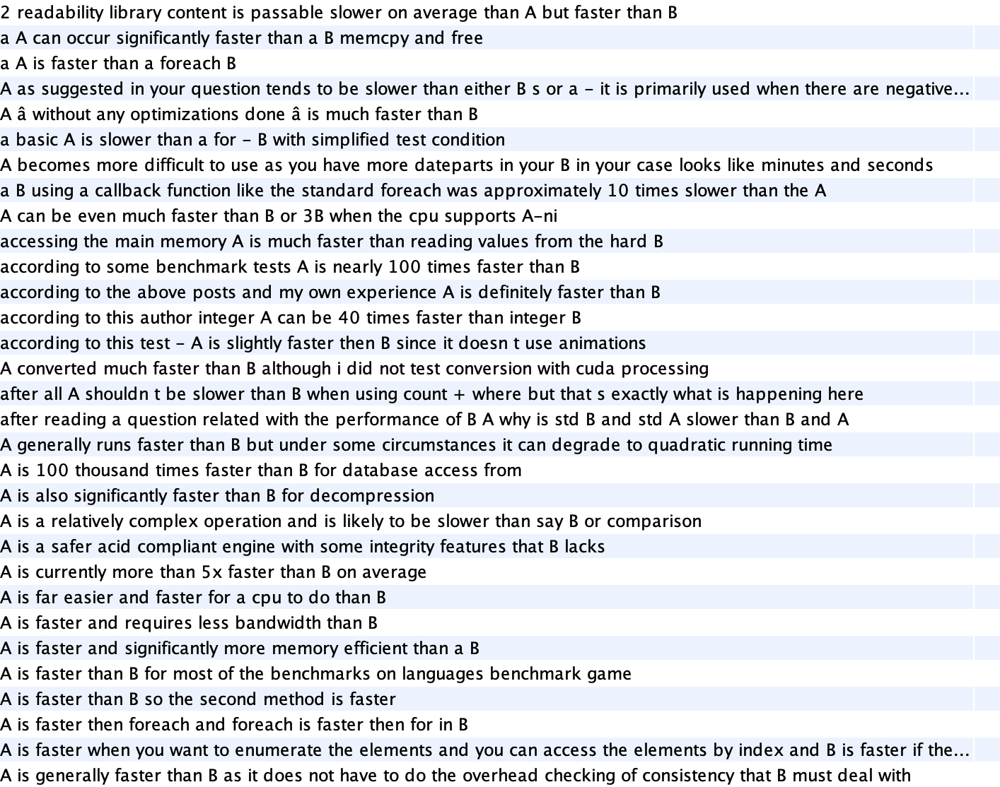 2 readability library content is passable slower on average than A but faster than B
a A can occur significantly faster than a B memcpy and free
a A is faster than a foreach B
A as suggested in your question tends to be slower than either B s or a - it is primarily used when there are negative...
A â without any optimizations done â is much faster than B
a basic A is slower than a for - B with simplified test condition
A becomes more difficult to use as you have more dateparts in your B in your case looks like minutes and seconds
a B using a callback function like the standard foreach was approximately 10 times slower than the A
A can be even much faster than B or 3B when the cpu supports A-ni
accessing the main memory A is much faster than reading values from the hard B
according to some benchmark tests A is nearly 100 times faster than B
according to the above posts and my own experience A is definitely faster than B
according to this author integer A can be 40 times faster than integer B
according to this test - A is slightly faster then B since it doesn t use animations
A converted much faster than B although i did not test conversion with cuda processing
after all A shouldn t be slower than B when using count + where but that s exactly what is happening here
after reading a question related with the performance of B A why is std B and std A slower than B and A
A generally runs faster than B but under some circumstances it can degrade to quadratic running time
A is 100 thousand times faster than B for database access from
A is also significantly faster than B for decompression
A is a relatively complex operation and is likely to be slower than say B or comparison
A is a safer acid compliant engine with some integrity features that B lacks
A is currently more than 5x faster than B on average
A is far easier and faster for a cpu to do than B
A is faster and requires less bandwidth than B
A is faster and significantly more memory efficient than a B
A is faster than B for most of the benchmarks on languages benchmark game
A is faster than B so the second method is faster
A is faster then foreach and foreach is faster then for in B
A is faster when you want to enumerate the elements and you can access the elements by index and B is faster if the...
A is generally faster than B as it does not have to do the overhead checking of consistency that B must deal with